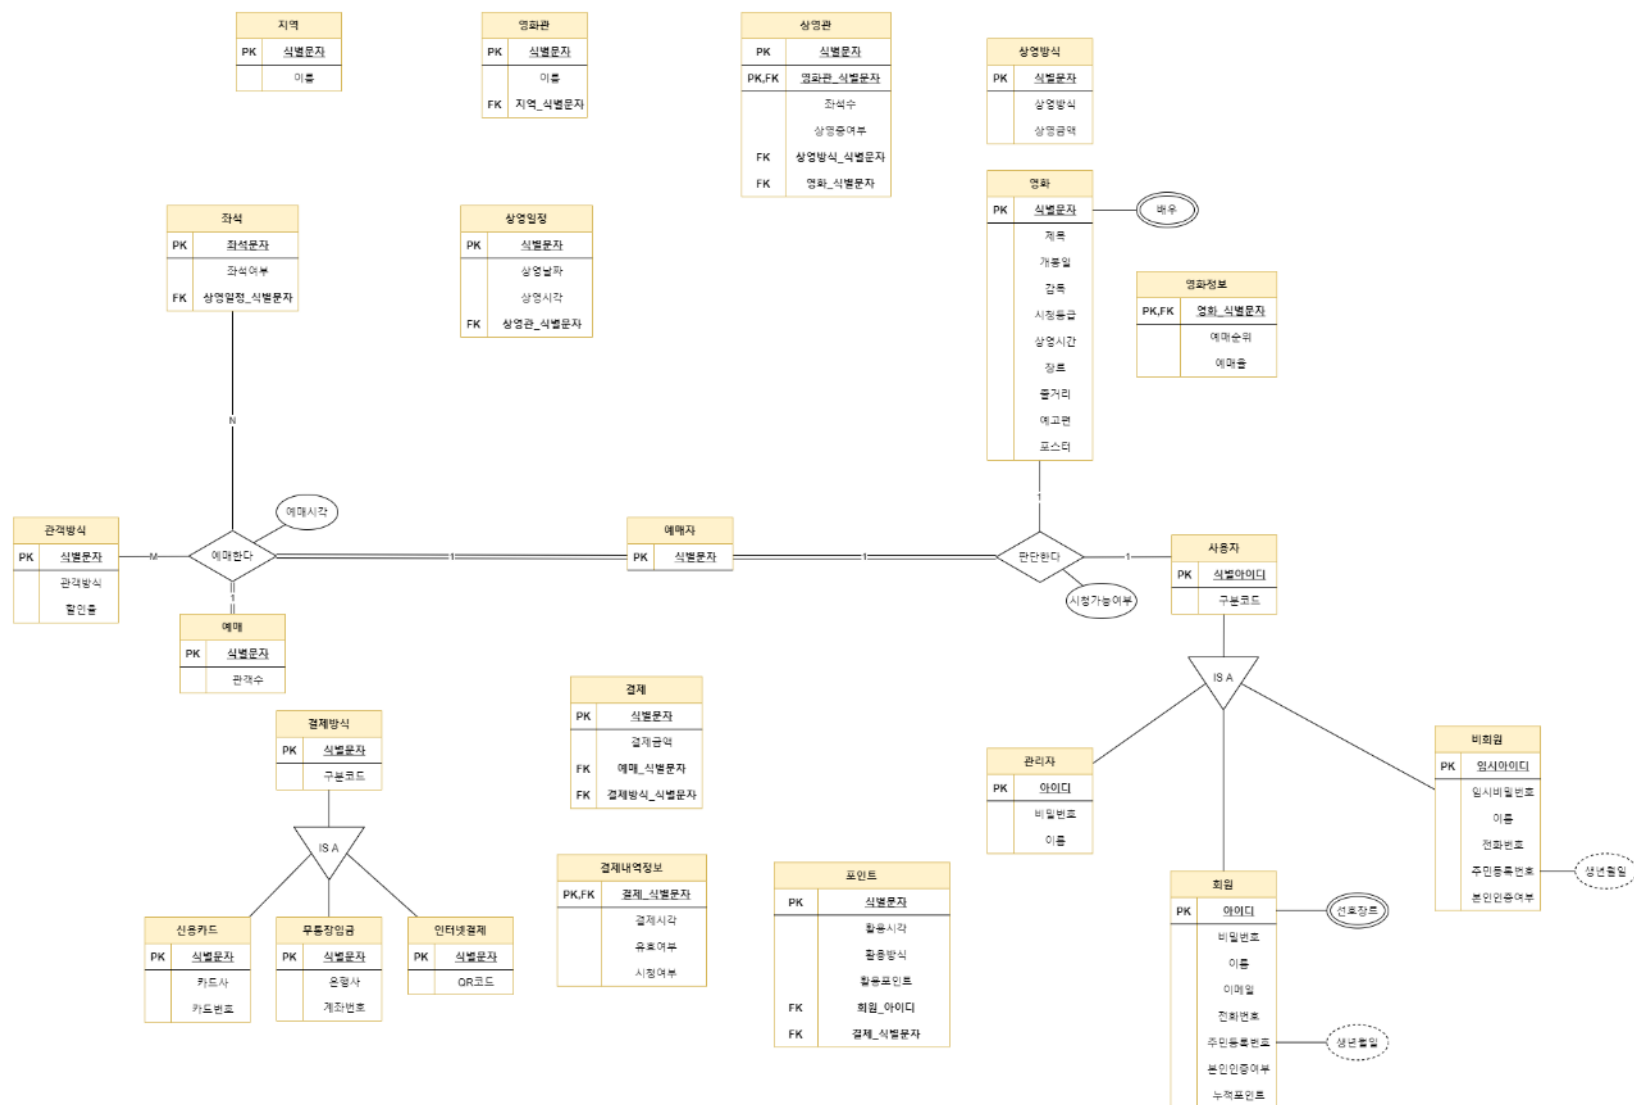 지역
PK 식별문자
이름
영화관
PK 식별문자
이름
FK 지역_식별문자
상영관
PK 식별문자
PK,FK 영화관_식별문자
좌석수
상영중여부
FK 상영방식_식별문자
FK 영화_식별문자
상영방식
PK 식별문자
상영방식
상영금액
좌석
PK 좌석문자
좌석여부
FK 상영일정_식별문자
상영일정
PK 식별문자
상영날짜
상영시각
FK 상영관_식별문자
영화
PK 식별문자
제목
개봉일
감독
시청등급
상영시간
장르
줄거리
예고편
포스터
배우
영화정보
PK,FK 영화_식별문자
예매순위
예매율
N
1
관객방식
PK 식별문자
관객방식
할인율
M
예매한다
예매시각
1
예매자
PK 식별문자
1
판단한다
시청가능여부
1
사용자
PK 식별아이디
구분코드
1
예매
PK 식별문자
관객수
IS A
결제방식
PK 식별문자
구분코드
IS A
신용카드
PK 식별문자
카드사
카드번호
무통장입금
PK 식별문자
은행사
계좌번호
인터넷결제
PK 식별문자
QR코드
결제
PK 식별문자
결제금액
FK 예매_식별문자
FK 결제방식_식별문자
결제내역정보
PK,FK 결제_식별문자
결제시각
유효여부
시청여부
포인트
PK 식별문자
활용시각
활용방식
활용포인트
FK 회원_아이디
FK 결제_식별문자
관리자
PK 아이디
비밀번호
이름
회원
PK 아이디
비밀번호
이름
이메일
전화번호
주민등록번호
본인인증여부
누적포인트
선호장르
생년월일
비회원
PK 임시아이디
임시비밀번호
이름
전화번호
주민등록번호
본인인증여부
생년월일